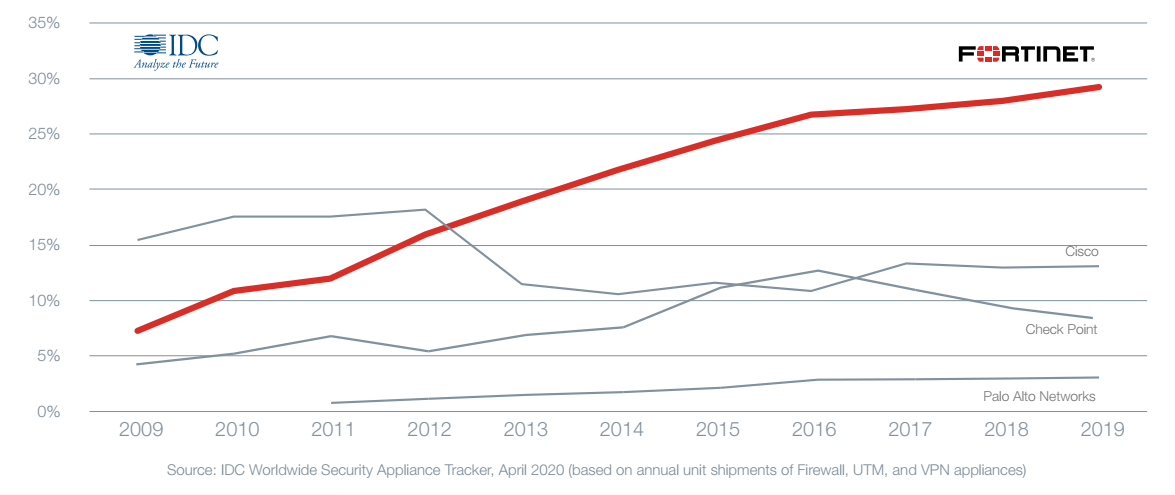 35%
IDC
Analyze the Future
FORTINET®
30%
25%
20%
15%
Cisco
10%
Check Point
5%
Palo Alto Networks
0%
2009 2010 2011 2012 2013 2014 2015 2016 2017 2018 2019
Source: IDC Worldwide Security Appliance Tracker, April 2020 (based on annual unit shipments of Firewall, UTM, and VPN appliances)